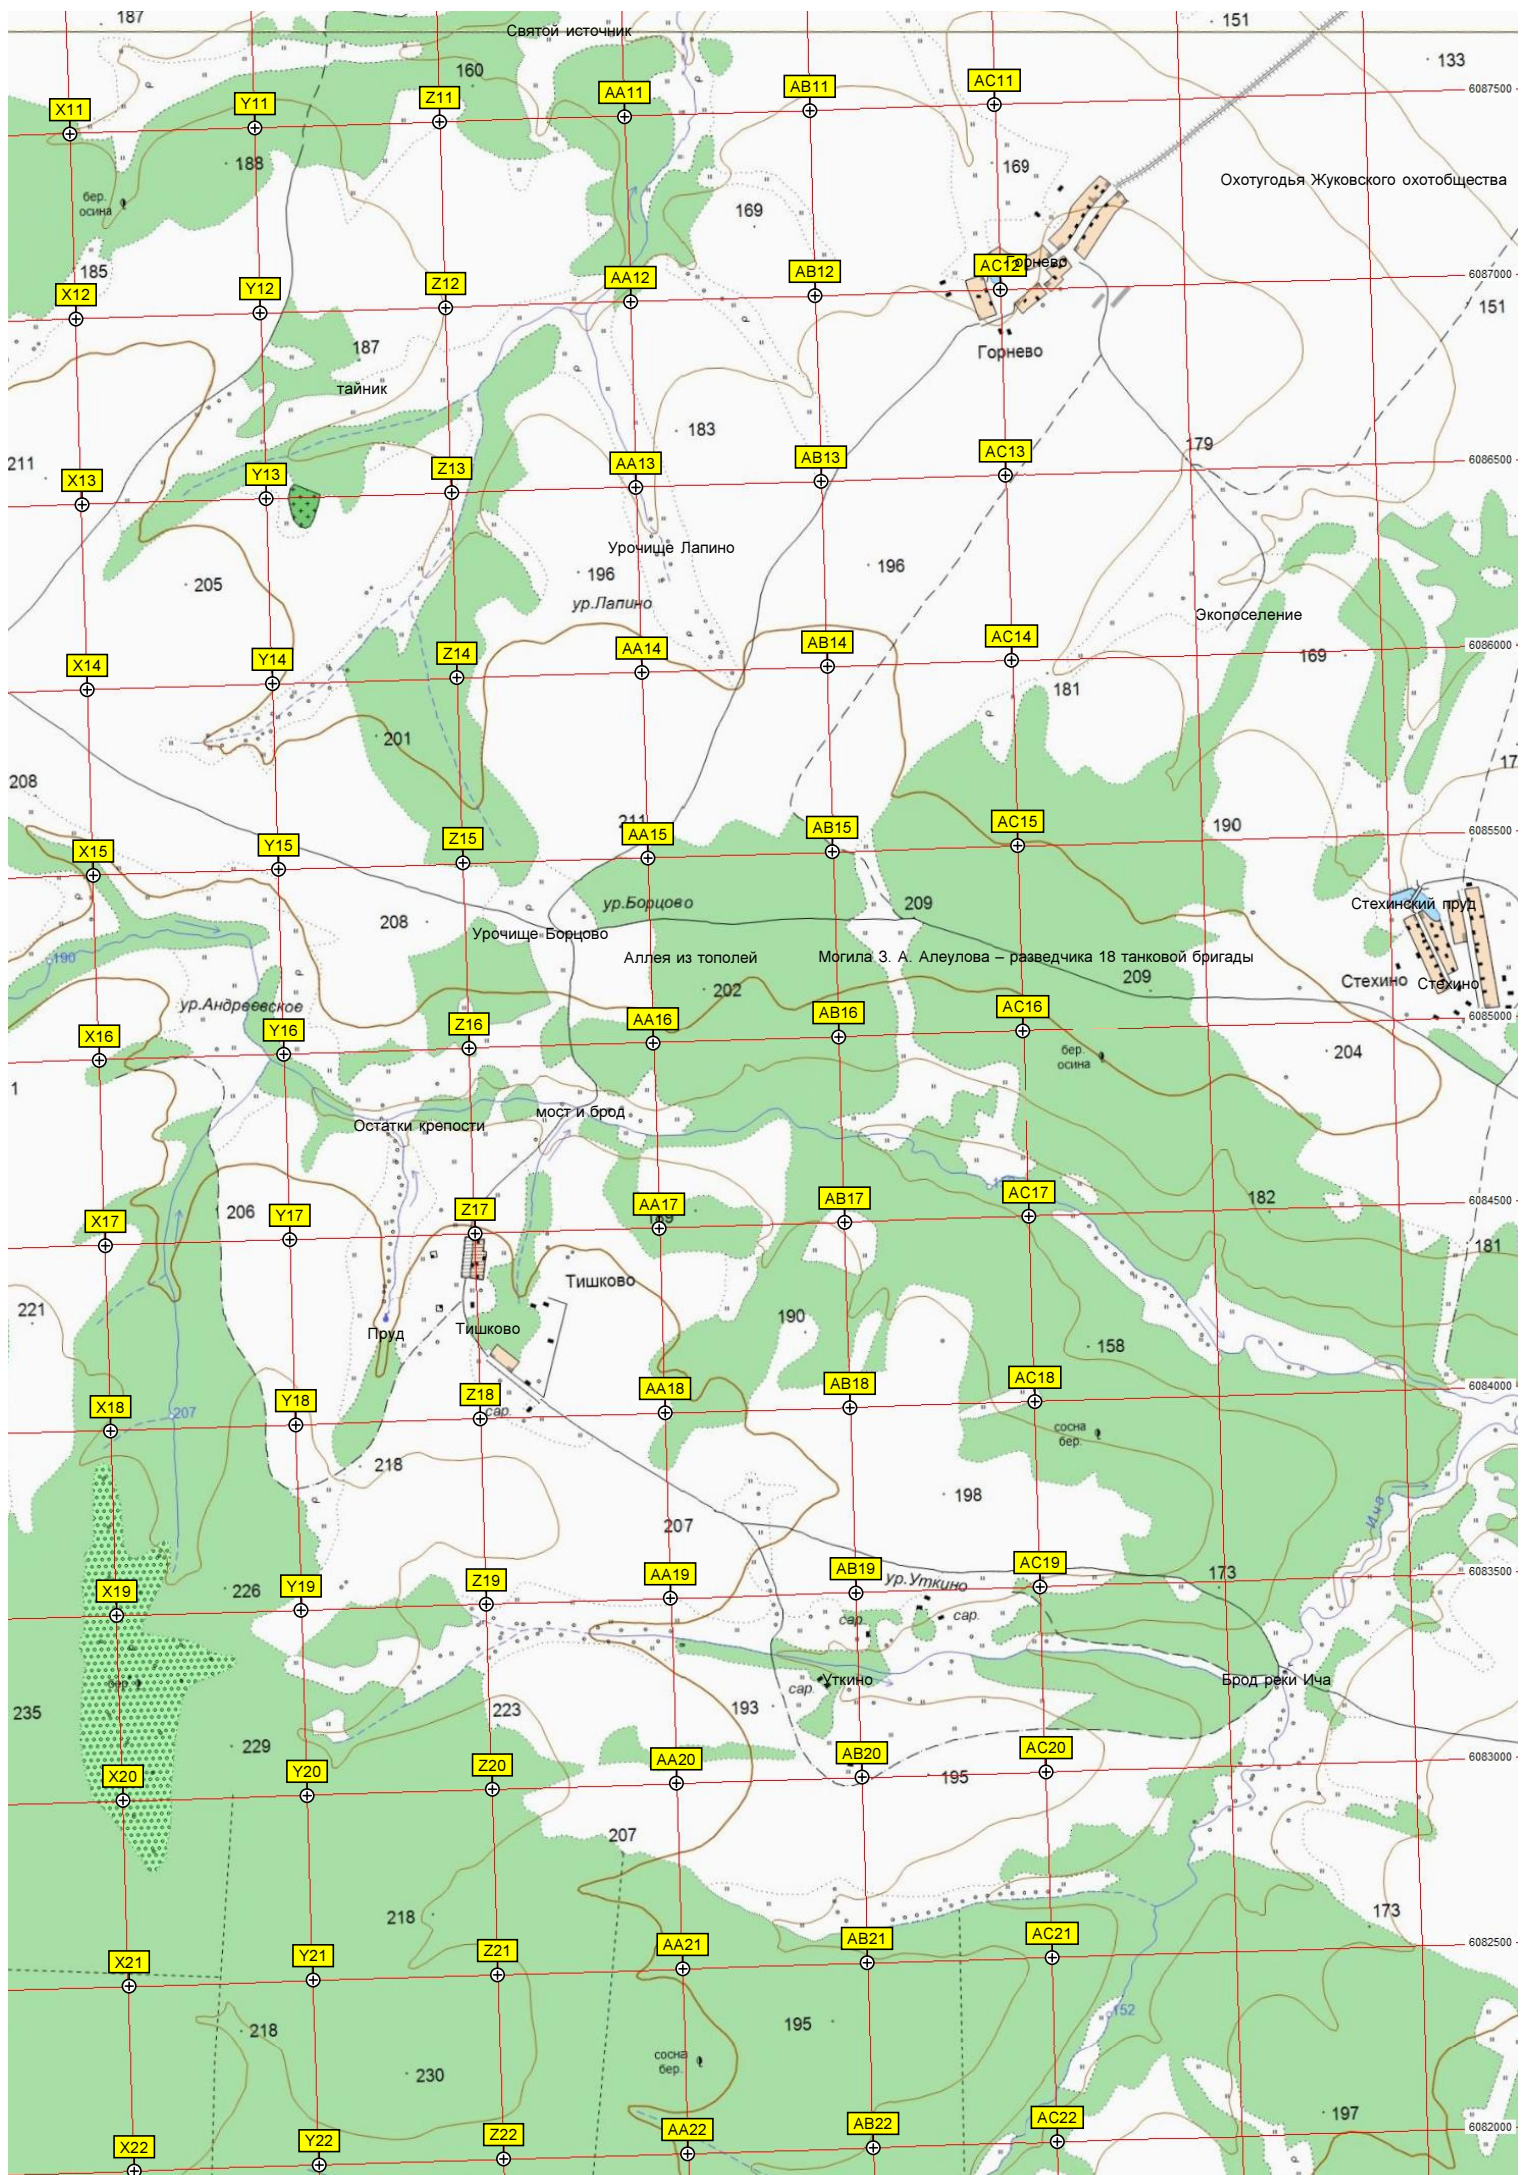 187
Святой источник
151
160
133
X11
Y11
Z11
AA11
AB11
AC11
6087500
188
169
Охотугодья Жуковского охотобщества
бер.
осина
169
185
Горнево
X12
Y12
Z12
AA12
AB12
AC12
6087000
151
187
Горнево
тайник
183
179
211
X13
Y13
Z13
AA13
AB13
AC13
6086500
Урочище Лапино
205
196
196
ур.Лапино
Экопоселение
169
X14
Y14
Z14
AA14
AB14
AC14
6086000
181
201
208
17
211
190
X15
Y15
Z15
AA15
AB15
AC15
6085500
ур.Борцово
209
Стехинский пруд
208
Урочище Борцово
190
Аллея из тополей
Могила З. А. Алеулова – разведчика 18 танковой бригады
209
Стехино
Стехино
202
ур.Андреевское
X16
Y16
Z16
AA16
AB16
AC16
6085000
бер.
осина
204
1
мост и брод
Остатки крепости
182
206
X17
Y17
Z17
AA17
AB17
AC17
6084500
181
Тишково
221
190
Пруд
Тишково
158
X18
Y18
Z18
AA18
AB18
AC18
6084000
207
сар.
сосна
бер.
218
198
Ича
207
X19
Y19
Z19
AA19
AB19
AC19
6083500
173
ур.Уткино
226
сар.
сар.
бер.
Уткино
сар.
Брод реки Ича
235
223
193
229
X20
Y20
Z20
AA20
AB20
AC20
6083000
195
207
218
173
X21
Y21
Z21
AA21
AB21
AC21
6082500
152
218
195
сосна
бер.
230
197
X22
Y22
Z22
AA22
AB22
AC22
6082000